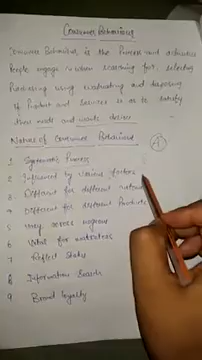 Consumer Behaviour
Consumer Behaviour is the Process and activities
People engage in when searching for, selecting
Purchasing using evaluating and disposing
of Product and Services so as to satisfy
their needs and wants desires
Nature of Consumer Behaviour
1 Systematic Process
2 Influenced by various factors
3 Different for different
4 Different for different Products
5 Vary across regions
6 Vital for marketers
7 Reflect Status
8 Information Search
9 Brand loyalty